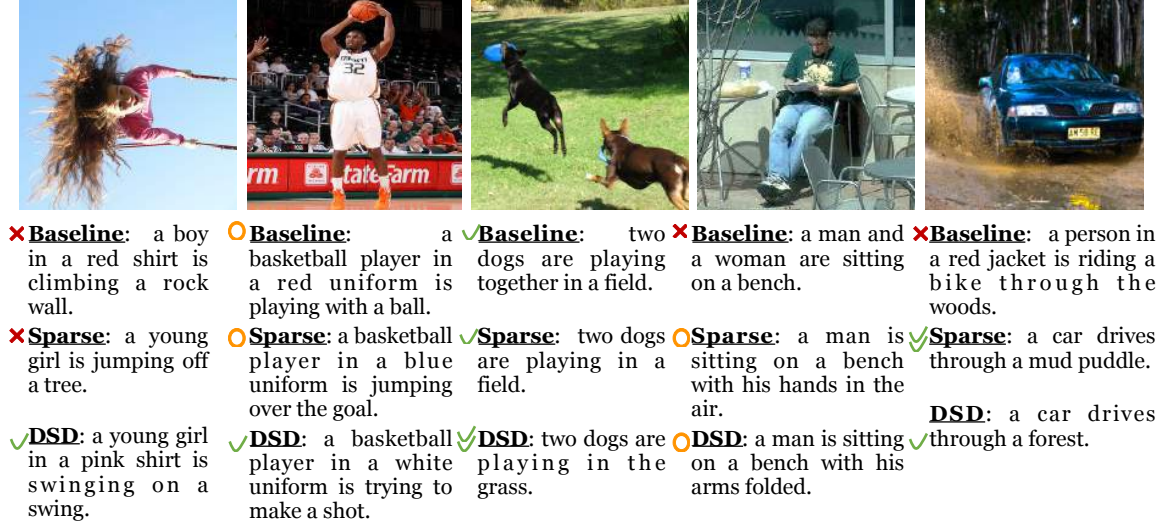 32
rm
StateFarm
AM 58 RE
Baseline: a boy
in a red shirt is
climbing a rock
wall.
Sparse: a young
girl is jumping off
a tree.
DSD: a young girl
in a pink shirt is
swinging on a
swing.
Baseline: a
basketball player in
a red uniform is
playing with a ball.
Sparse: a basketball
player in a blue
uniform is jumping
over the goal.
DSD: a basketball
player in a white
uniform is trying to
make a shot.
Baseline: two
dogs are playing
together in a field.
Sparse: two dogs
are playing in a
field.
DSD: two dogs are
playing in the
grass.
Baseline: a man and
a woman are sitting
on a bench.
Sparse: a man is
sitting on a bench
with his hands in the
air.
DSD: a man is sitting
on a bench with his
arms folded.
Baseline: a person in
a red jacket is riding a
bike through the
woods.
Sparse: a car drives
through a mud puddle.
DSD: a car drives
through a forest.